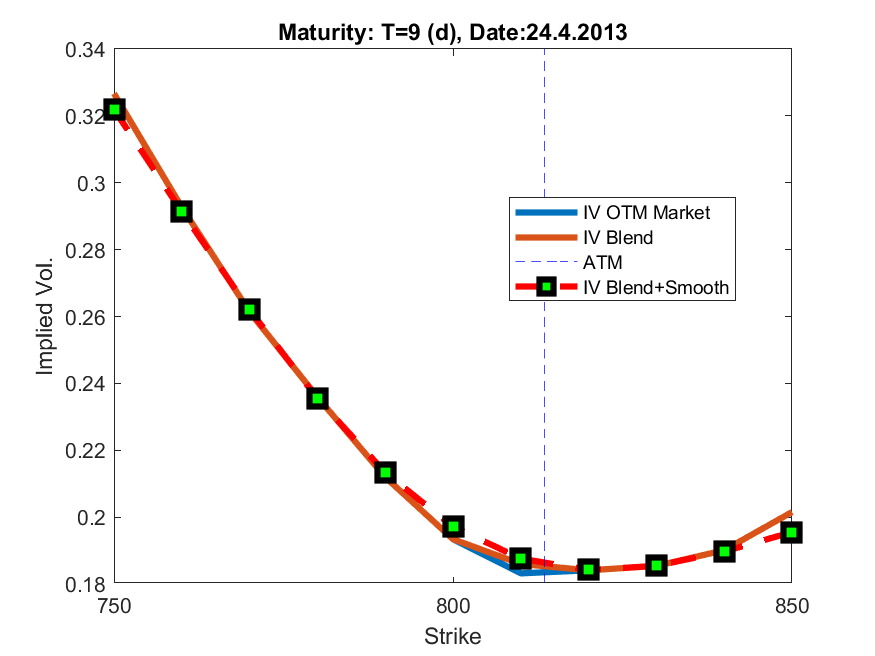 Maturity: T=9 (d), Date:24.4.2013
0.34
0.32
0.3
0.28
0.26
0.24
0.22
0.2
0.18
Implied Vol.
IV OTM Market
IV Blend
ATM
IV Blend+Smooth
750
800
850
Strike